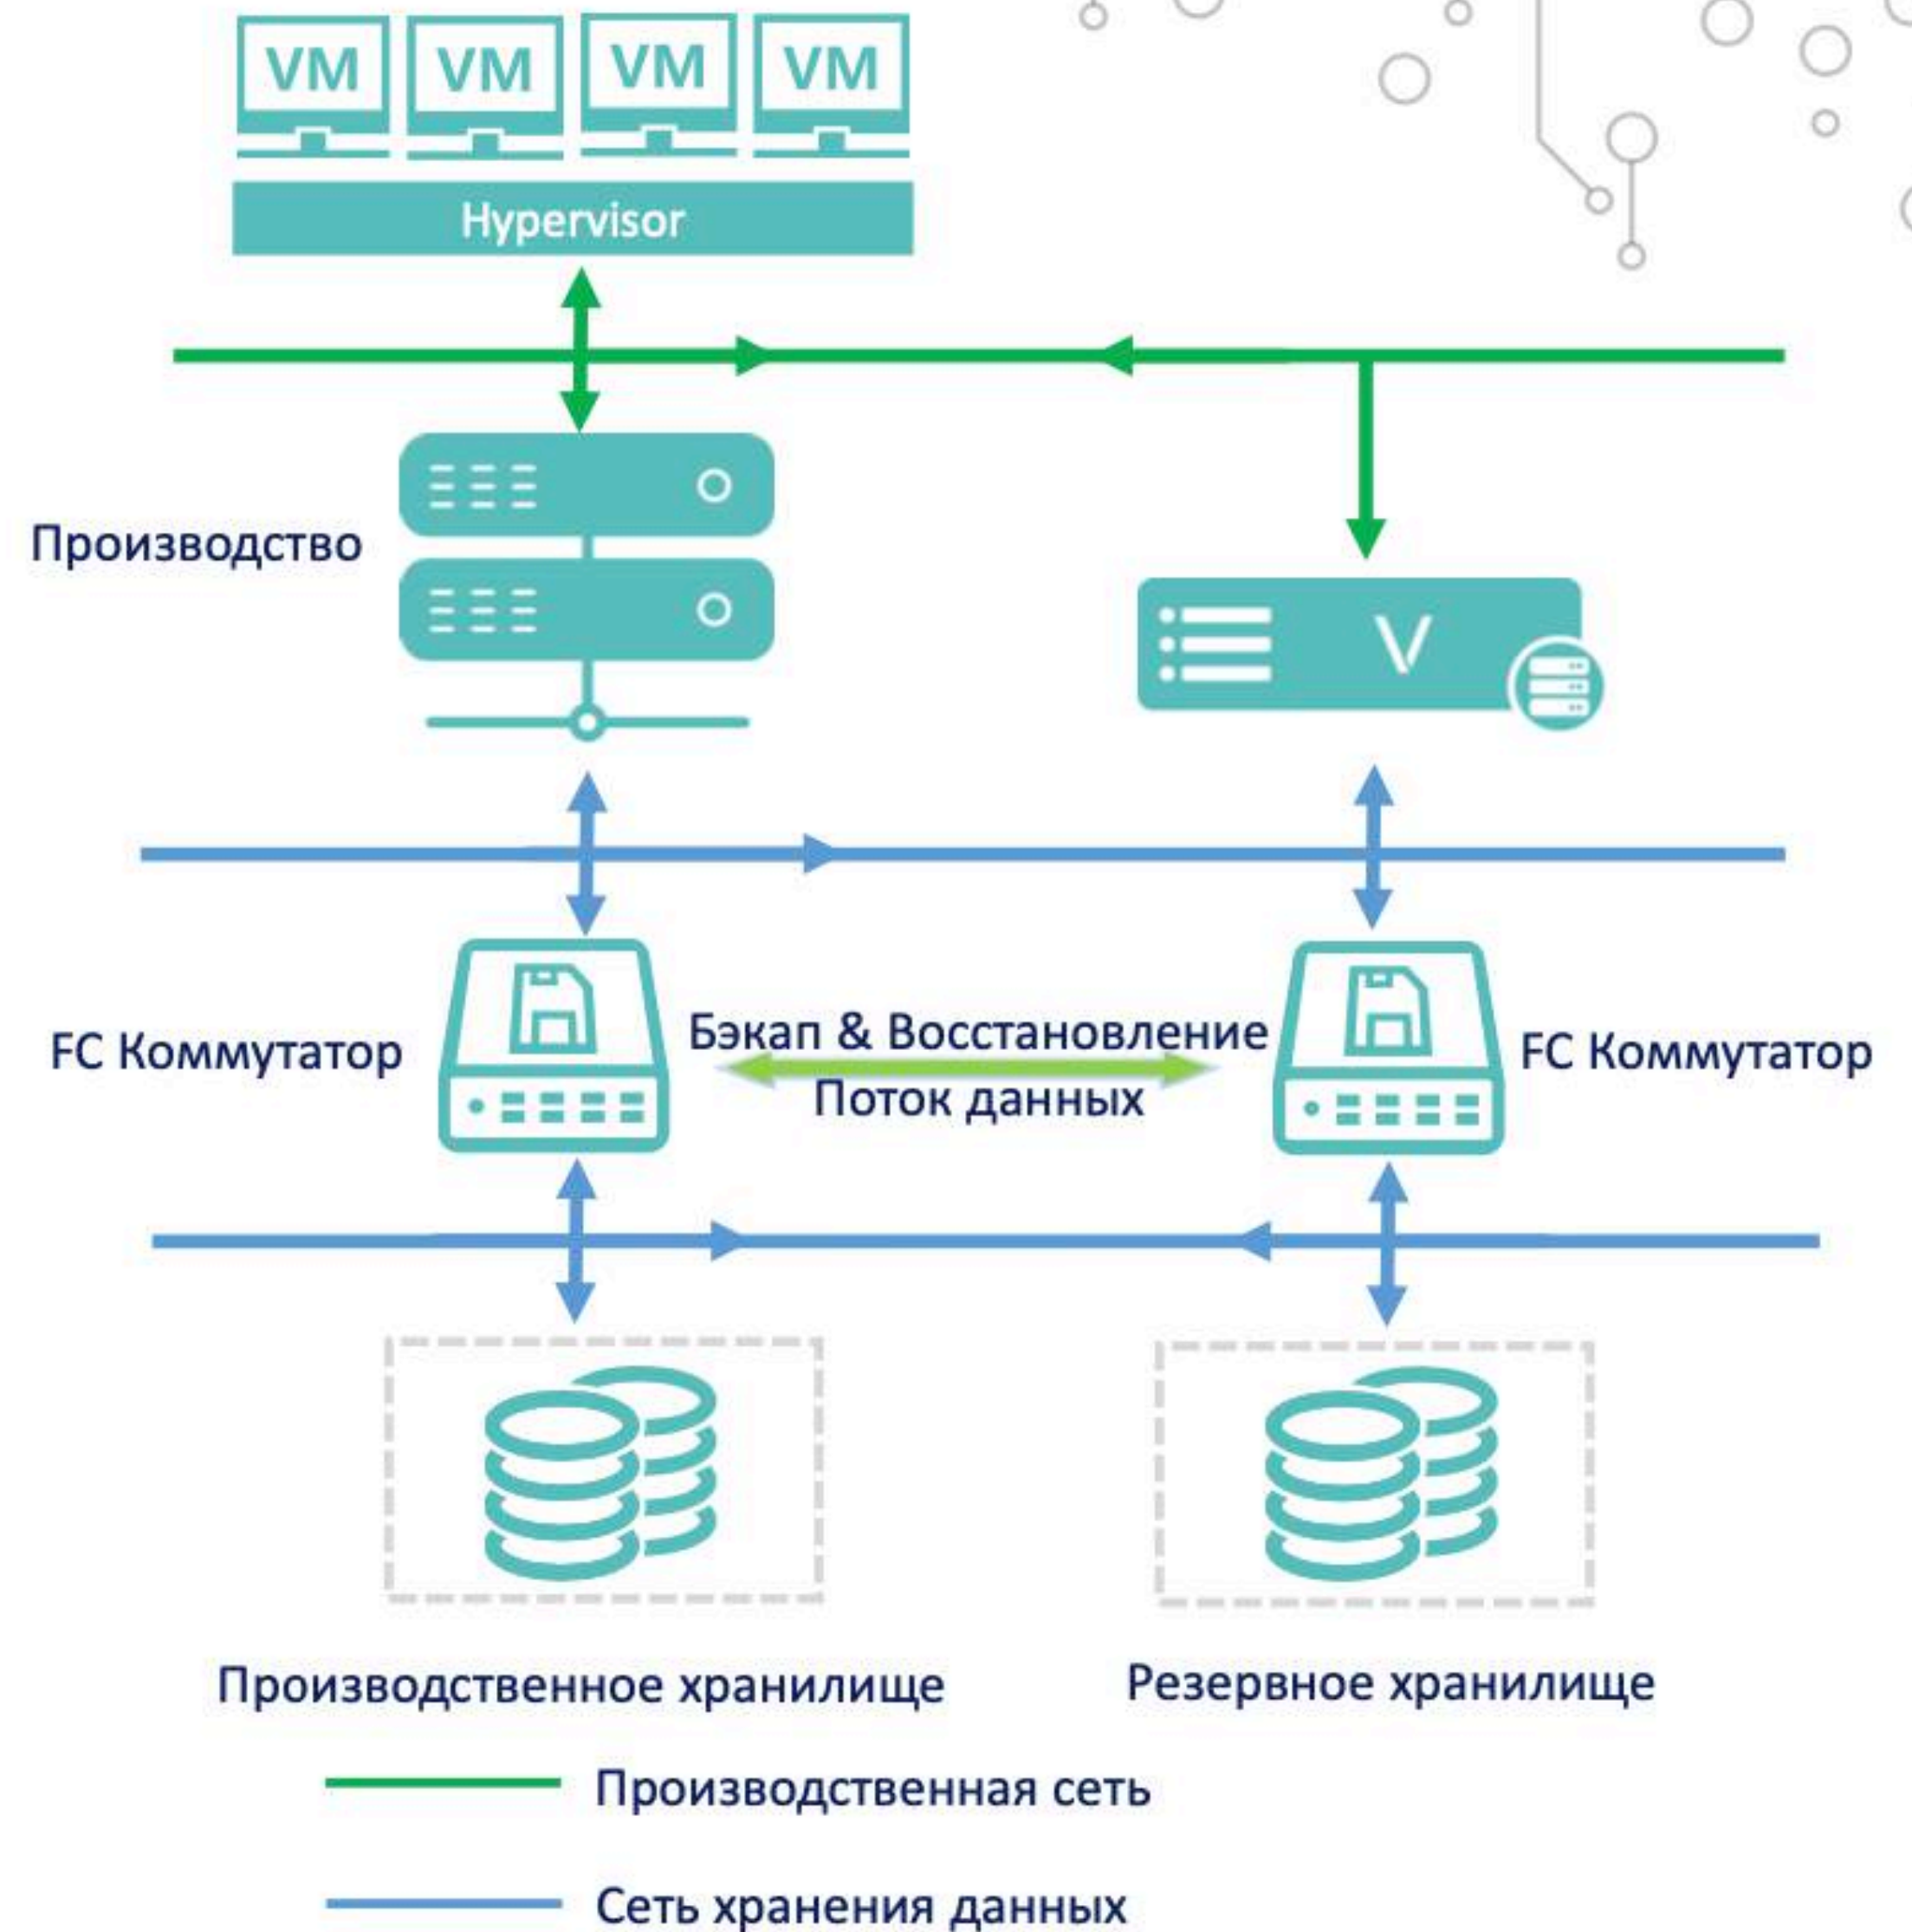 VM VM VM VM
Hypervisor
Производство
V
FC Коммутатор
Бэкап & Восстановление
Поток данных
FC Коммутатор
Производственное хранилище
Резервное хранилище
Производственная сеть
Сеть хранения данных